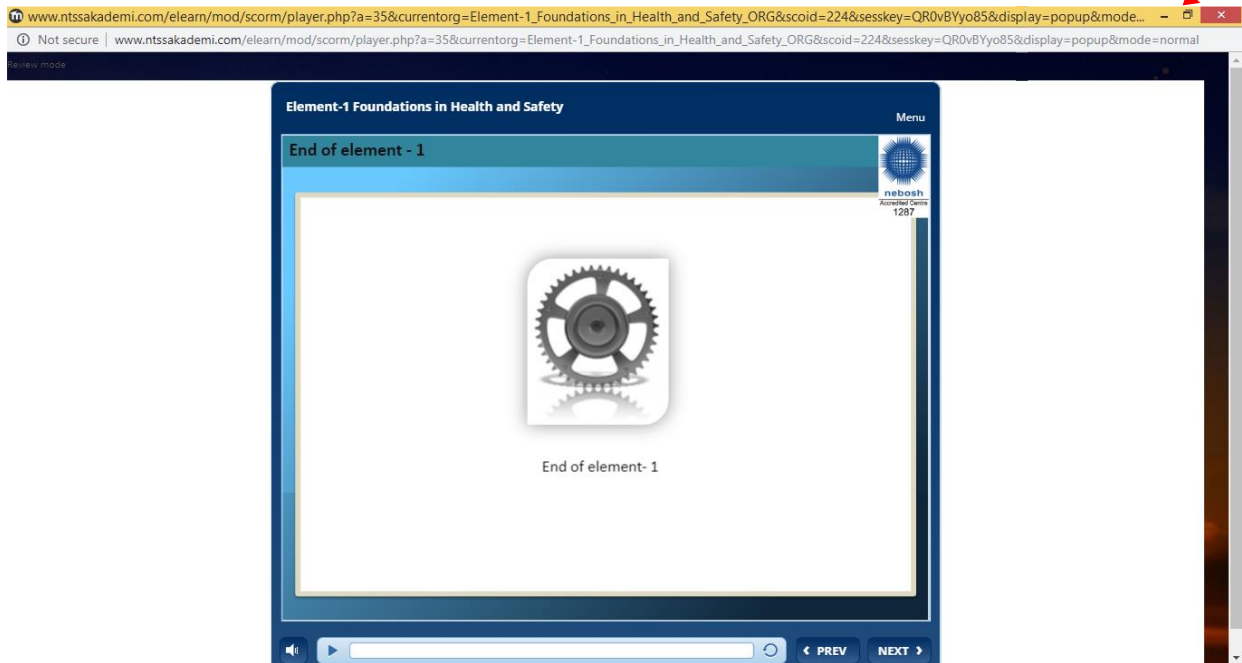 www.ntssakademi.com/elearn/mod/scorm/player.php?a=35&currentorg=Element-1_Foundations_in_Health_and_Safety_ORG&scoid=224&sesskey=QR0vBYyo85&display=popup&mode...
Not secure | www.ntssakademi.com/elearn/mod/scorm/player.php?a=35&currentorg=Element-1_Foundations_in_Health_and_Safety_ORG&scoid=224&sesskey=QR0vBYyo85&display=popup&mode=normal
Review mode
Element-1 Foundations in Health and Safety
Menu
End of element - 1
nebosh
Accredited Centre
1287
End of element- 1
PREV
NEXT